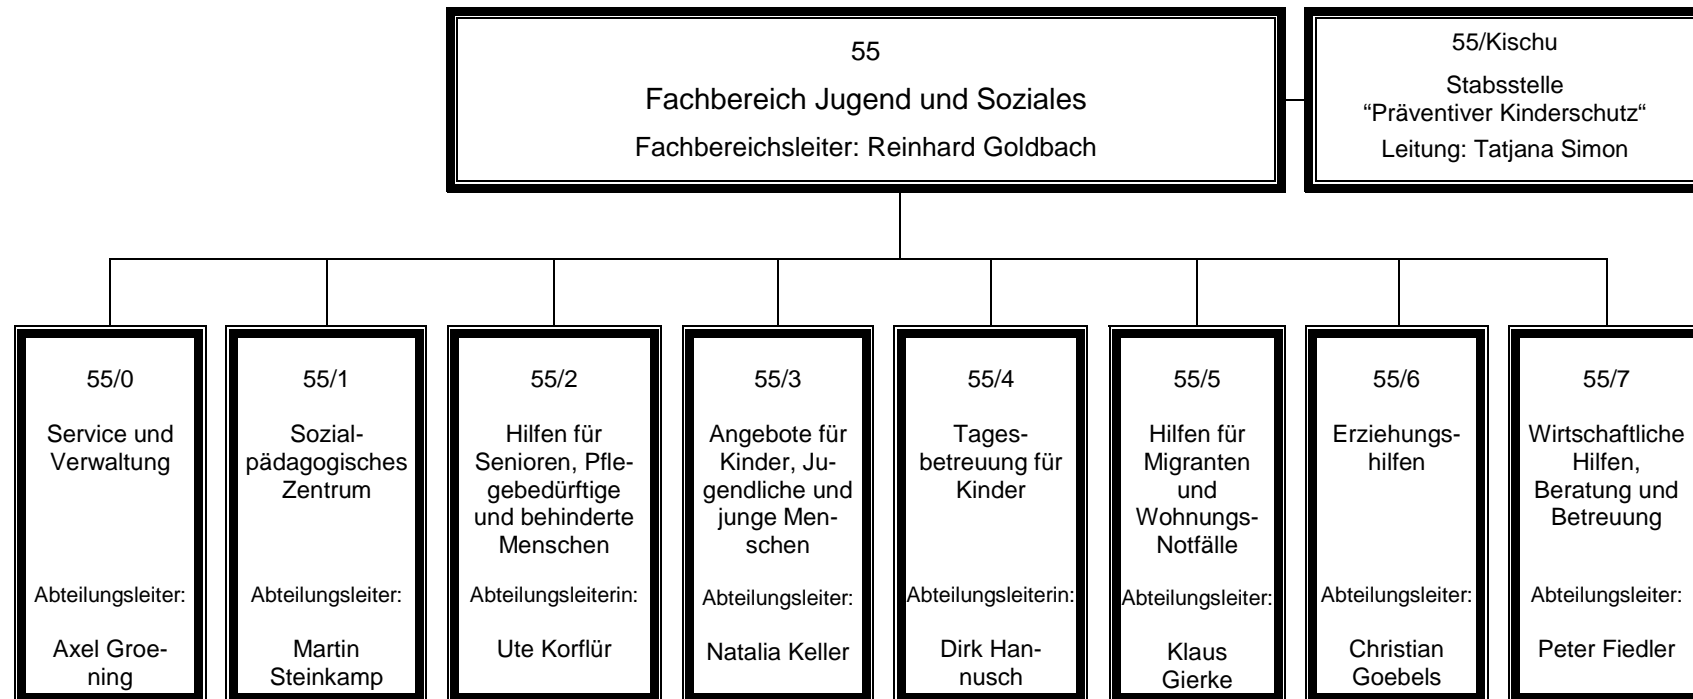 55
Fachbereich Jugend und Soziales
Fachbereichsleiter: Reinhard Goldbach
55/Kischu
Stabsstelle
“Präventiver Kinderschutz“
Leitung: Tatjana Simon
55/0
Service und
Verwaltung
Abteilungsleiter:
Axel Groe-
ning
55/1
Sozial-
pädagogisches
Zentrum
Abteilungsleiter:
Martin
Steinkamp
55/2
Hilfen für
Senioren, Pfle-
gebedürftige
und behinderte
Menschen
Abteilungsleiterin:
Ute Korflür
55/3
Angebote für
Kinder, Ju-
gendliche und
junge Men-
schen
Abteilungsleiter:
Natalia Keller
55/4
Tages-
betreuung für
Kinder
Abteilungsleiterin:
Dirk Han-
nusch
55/5
Hilfen für
Migranten
und
Wohnungs-
Notfälle
Abteilungsleiter:
Klaus
Gierke
55/6
Erziehungs-
hilfen
Abteilungsleiter:
Christian
Goebels
55/7
Wirtschaftliche
Hilfen,
Beratung und
Betreuung
Abteilungsleiter:
Peter Fiedler